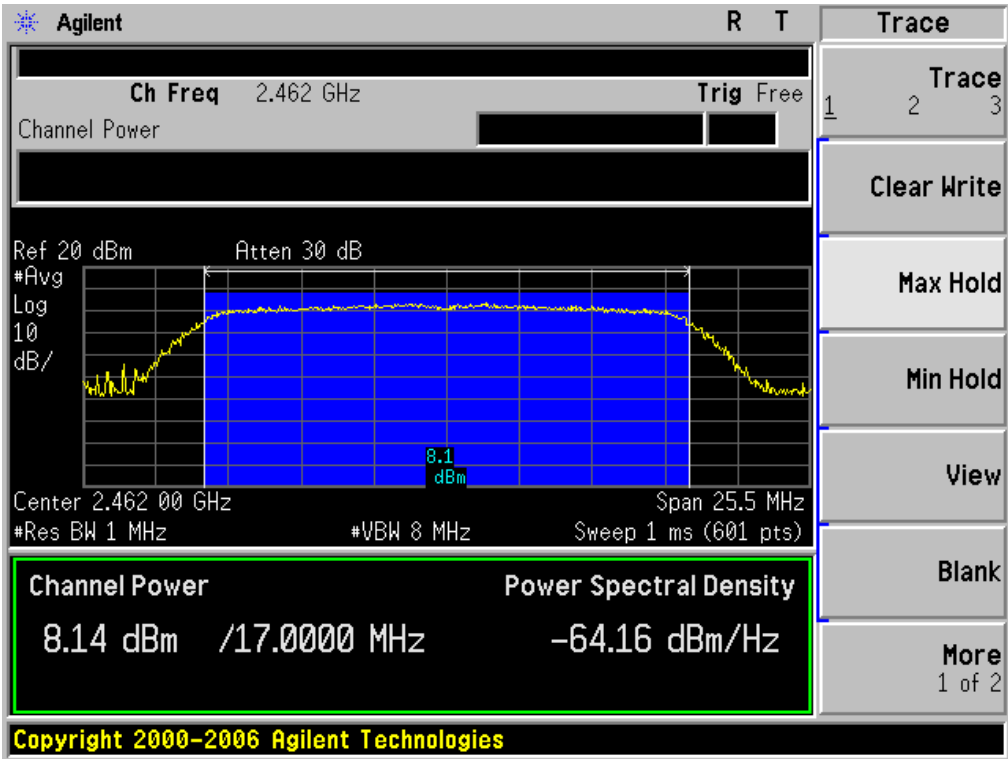 Agilent R T
Ch Freq 2.462 GHz Trig Free
Channel Power
Ref 20 dBm Atten 30 dB
#Avg
Log
10
dB/
8.1
dBm
Center 2.462 00 GHz Span 25.5 MHz
#Res BW 1 MHz #VBW 8 MHz Sweep 1 ms (601 pts)
Channel Power Power Spectral Density
8.14 dBm /17.0000 MHz -64.16 dBm/Hz
Copyright 2000-2006 Agilent Technologies
Trace
Trace
1 2 3
Clear Write
Max Hold
Min Hold
View
Blank
More
1 of 2